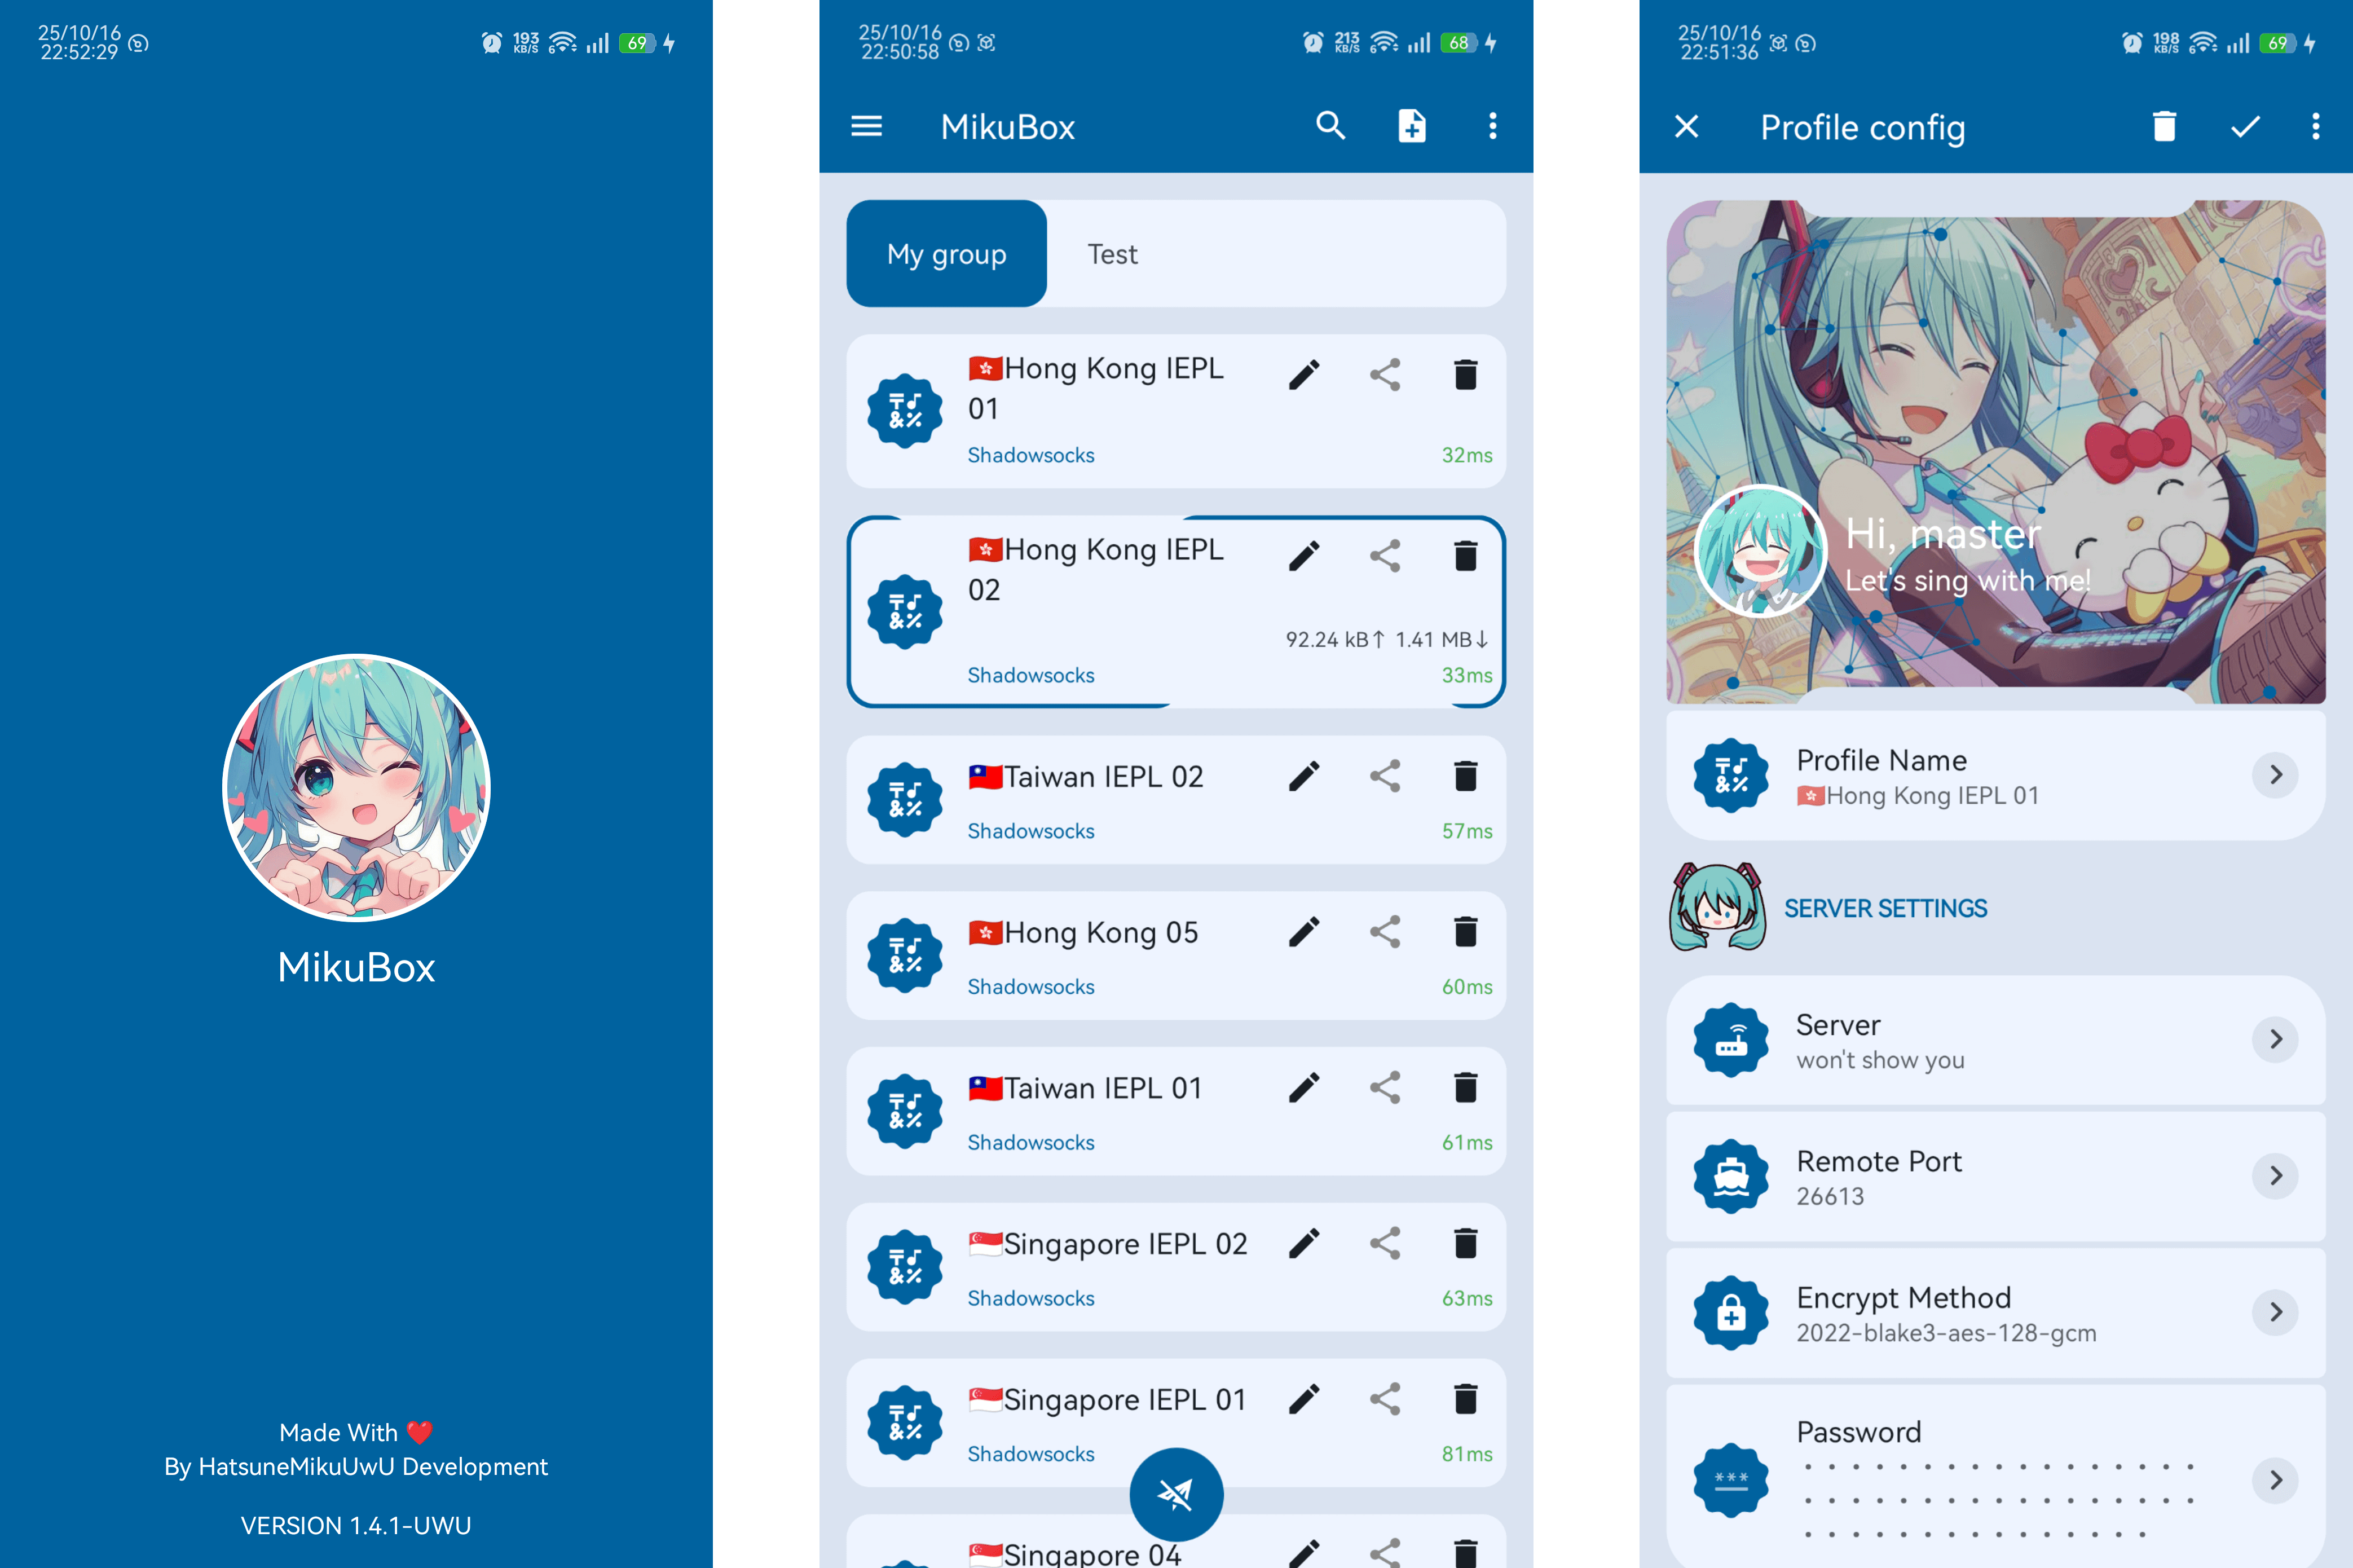 25/10/16
22:52:29
193
KB/S
6
69
MikuBox
Made With ❤️
By HatsuneMikuUwU Development
VERSION 1.4.1-UWU
25/10/16
22:50:58
213
KB/S
6
68
MikuBox
My group
Test
🇭🇰Hong Kong IEPL
01
Shadowsocks
32ms
🇭🇰Hong Kong IEPL
02
92.24 kB↑ 1.41 MB↓
Shadowsocks
33ms
🇹🇼Taiwan IEPL 02
Shadowsocks
57ms
🇭🇰Hong Kong 05
Shadowsocks
60ms
🇹🇼Taiwan IEPL 01
Shadowsocks
61ms
🇸🇬Singapore IEPL 02
Shadowsocks
63ms
🇸🇬Singapore IEPL 01
Shadowsocks
81ms
🇸🇬Singapore 04
25/10/16
22:51:36
198
KB/S
6
69
Profile config
Hi, master
Let's sing with me!
Profile Name
🇭🇰Hong Kong IEPL 01
SERVER SETTINGS
Server
won't show you
Remote Port
26613
Encrypt Method
2022-blake3-aes-128-gcm
Password